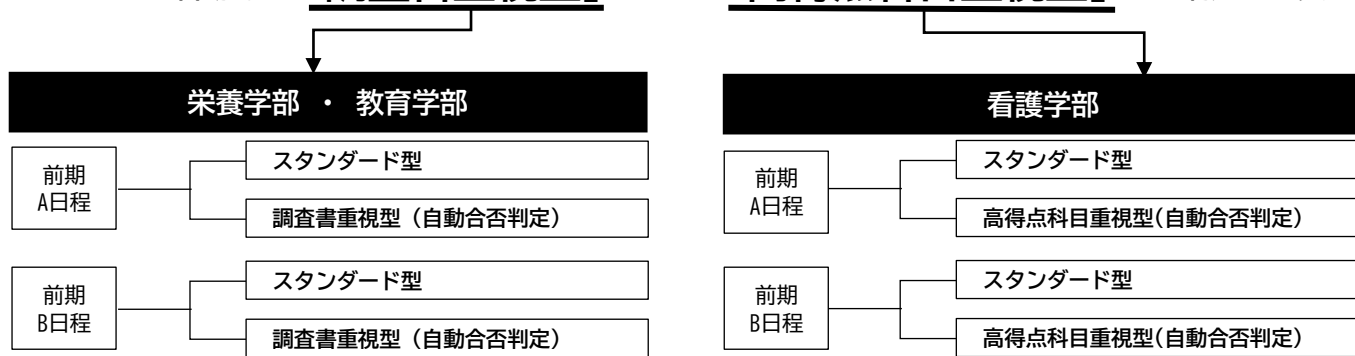 栄養学部 ・ 教育学部
前期
A日程
スタンダード型
調査書重視型（自動合否判定）
前期
B日程
スタンダード型
調査書重視型（自動合否判定）
看護学部
前期
A日程
スタンダード型
高得点科目重視型(自動合否判定)
前期
B日程
スタンダード型
高得点科目重視型(自動合否判定)